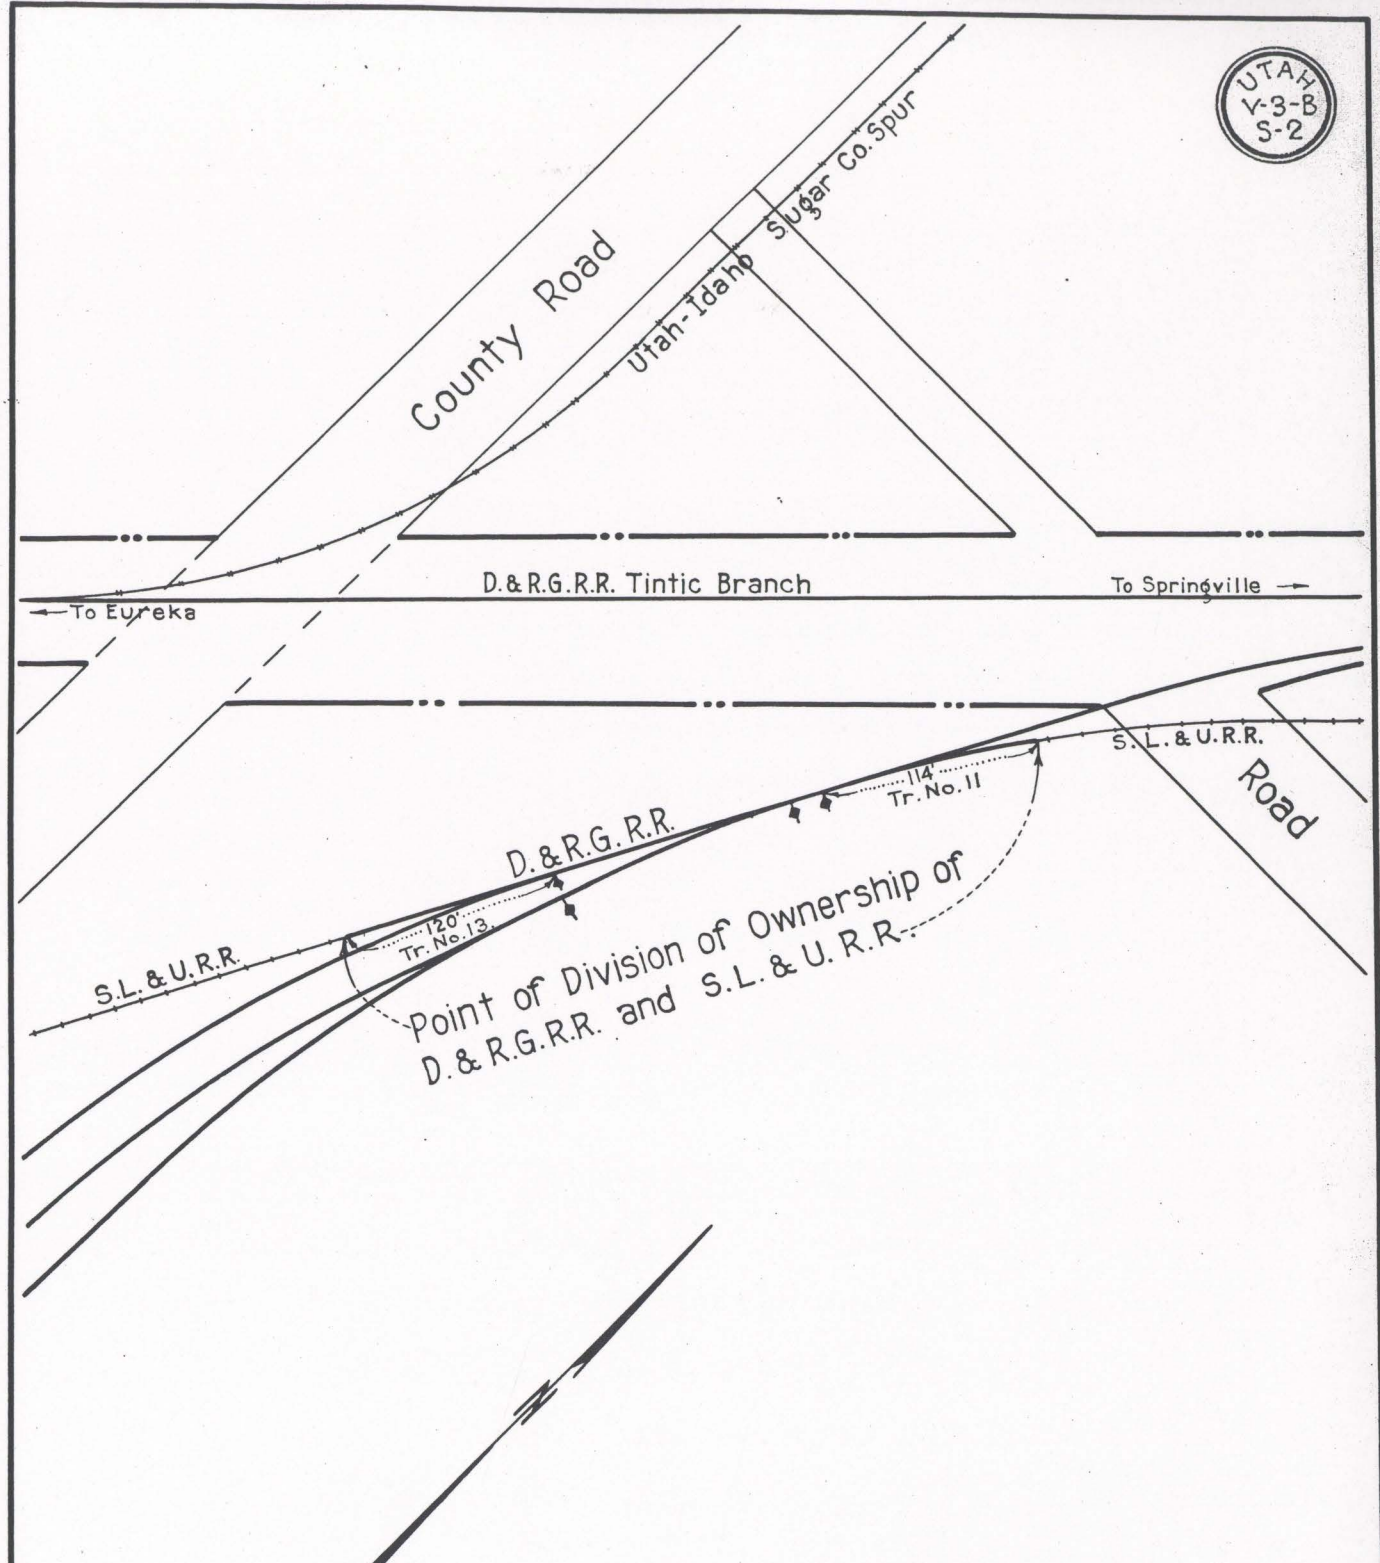 UTAH
V-3-B
S-2
Utah-Idaho Sugar Co. Spur
County Road
D.&R.G.R.R. Tintic Branch
To Springville
To Eureka
S.L.&U.R.R.
114'
Tr. No. 11
Road
D.&R.G.R.R.
120'
Tr. No. 13.
S.L.&U.R.R.
Point of Division of Ownership of
D.&R.G.R.R. and S.L.&U.R.R.
N